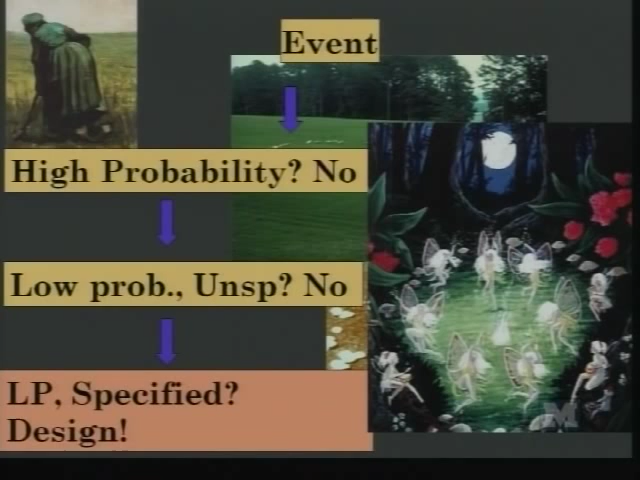 Event
High Probability? No
Low prob., Unsp? No
LP, Specified?
Design!